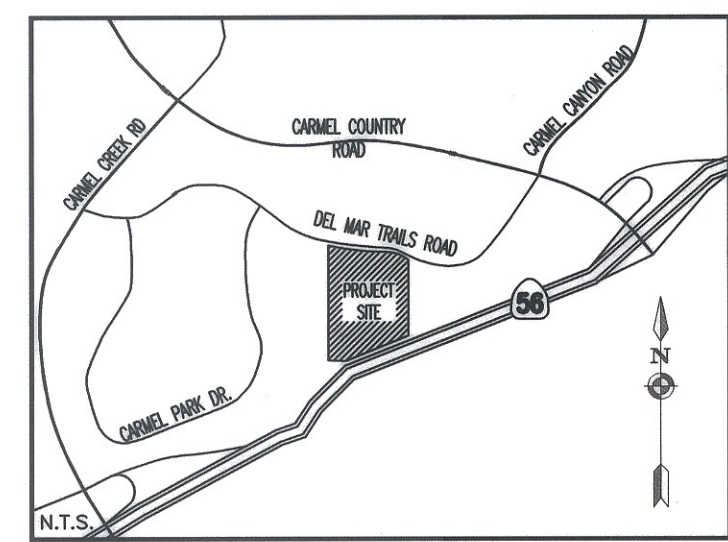 CARMEL CREEK RD
CARMEL COUNTRY
ROAD
CARMEL CANYON ROAD
DEL MAR TRAILS ROAD
PROJECT
SITE
56
N
CARMEL PARK DR.
N.T.S.